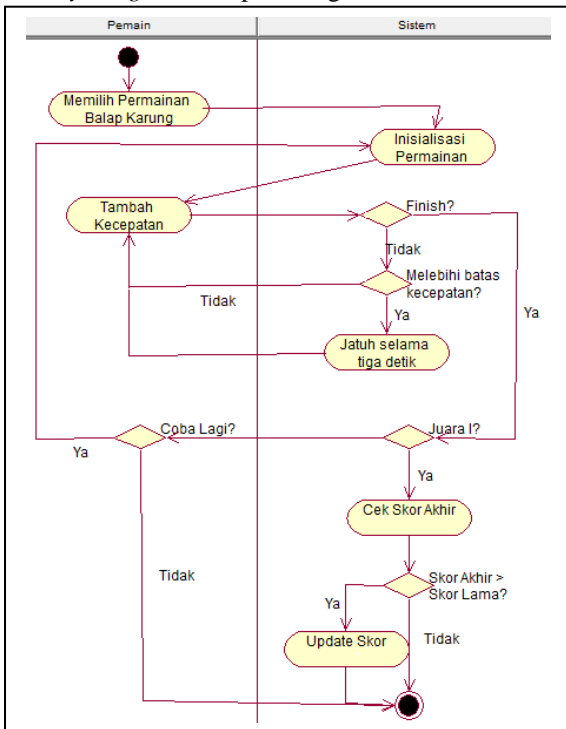 Pemain
Sistem
Memilih Permainan
Balap Karung
Inisialisasi
Permainan
Tambah
Kecepatan
Finish?
Tidak
Melebihi batas
kecepatan?
Tidak
Ya
Ya
Jatuh selama
tiga detik
Coba Lagi?
Juara I?
Ya
Ya
Cek Skor Akhir
Tidak
Skor Akhir >
Skor Lama?
Ya
Update Skor
Tidak